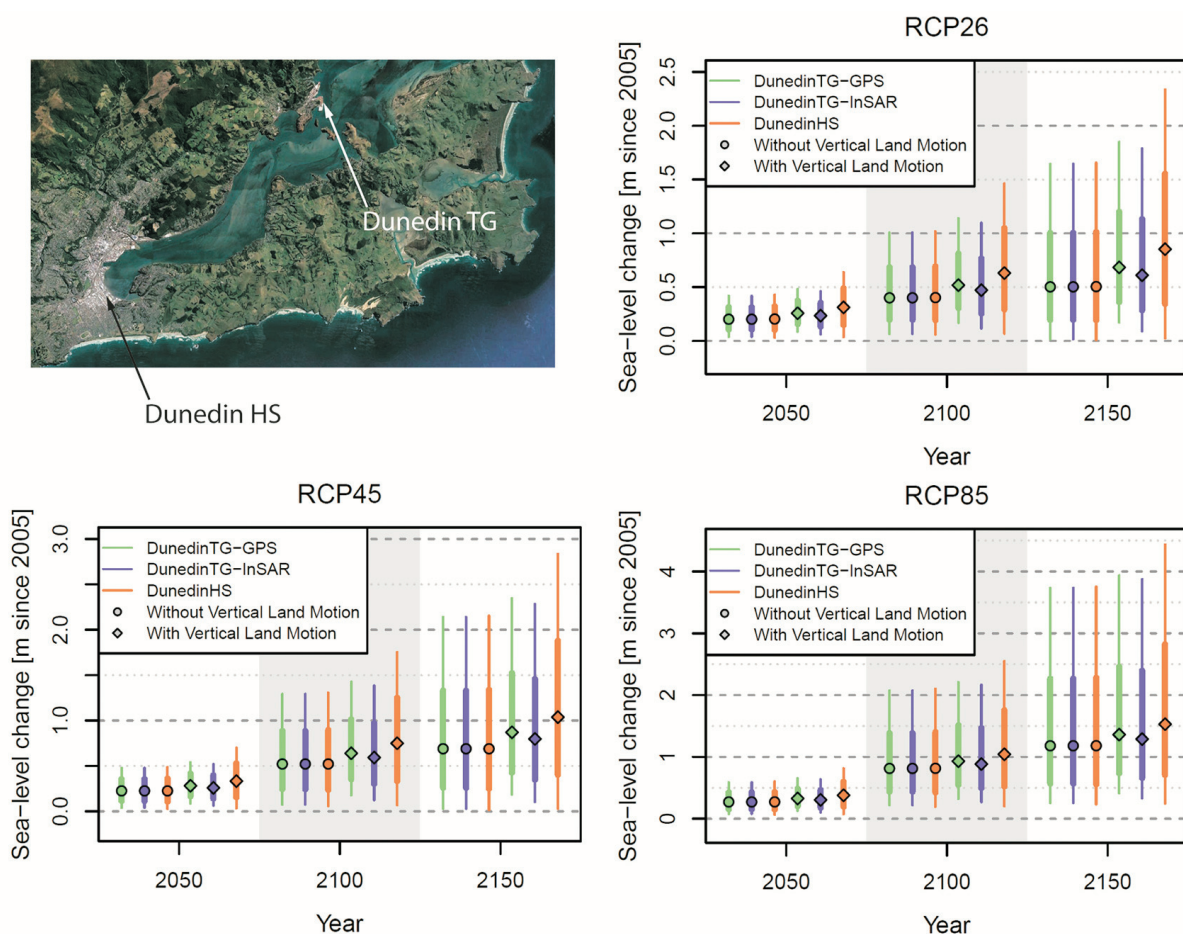 Dunedin TG
Dunedin HS
RCP26
Sea-level change [m since 2005]
2.5
2.0
1.5
1.0
0.5
0.0
DunedinTG-GPS
DunedinTG-InSAR
DunedinHS
Without Vertical Land Motion
With Vertical Land Motion
2050 2100 2150
Year
RCP45
Sea-level change [m since 2005]
3.0
2.0
1.0
0.0
DunedinTG-GPS
DunedinTG-InSAR
DunedinHS
Without Vertical Land Motion
With Vertical Land Motion
2050 2100 2150
Year
RCP85
Sea-level change [m since 2005]
4
3
2
1
0
DunedinTG-GPS
DunedinTG-InSAR
DunedinHS
Without Vertical Land Motion
With Vertical Land Motion
2050 2100 2150
Year